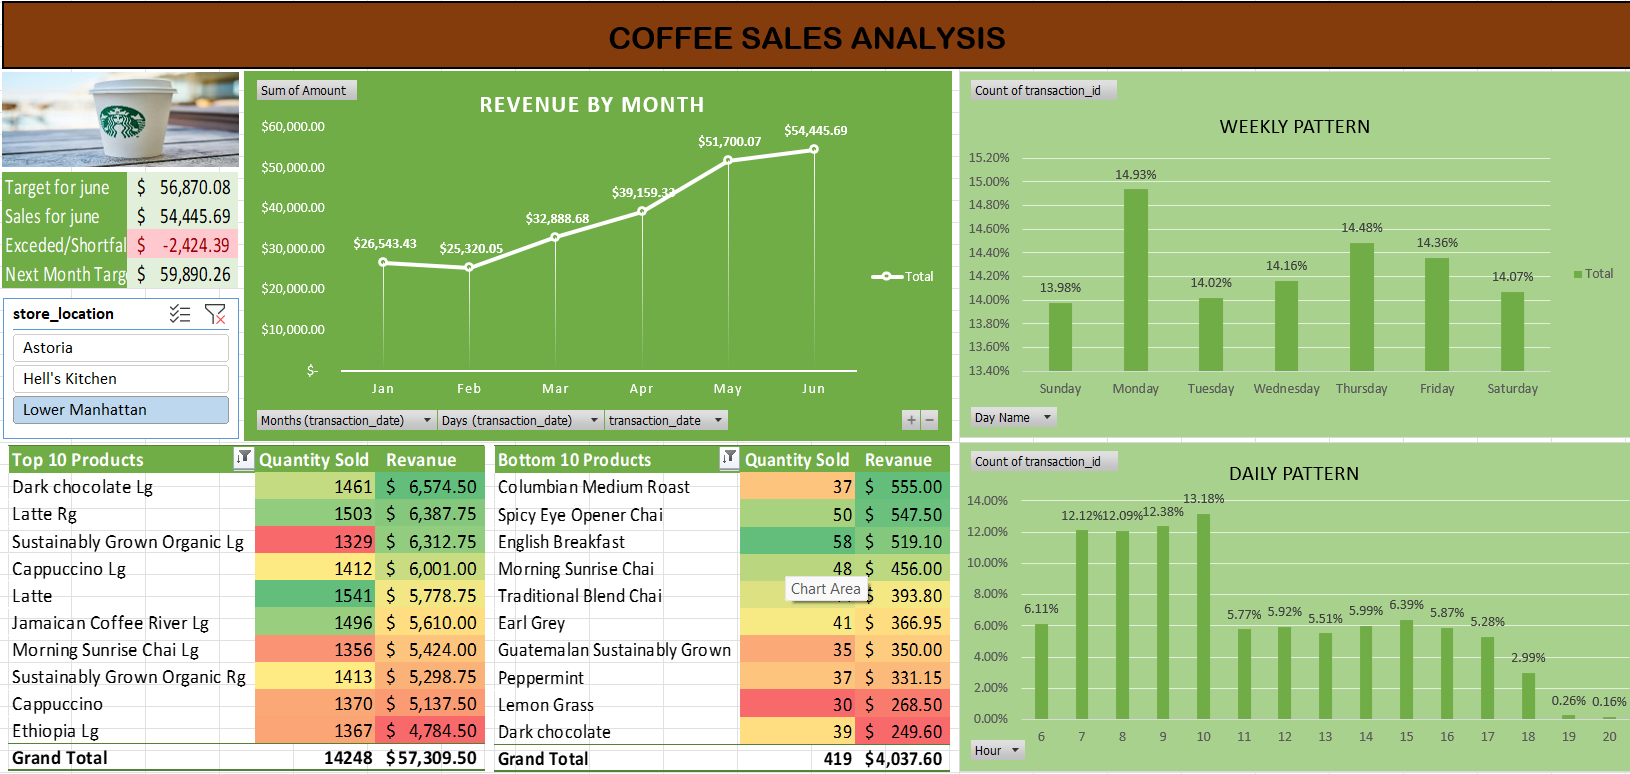 COFFEE SALES ANALYSIS
Target for june $ 56,870.08
Sales for june $ 54,445.69
Exceded/Shortfal $ -2,424.39
Next Month Targ $ 59,890.26
store_location
Astoria
Hell's Kitchen
Lower Manhattan
Sum of Amount
REVENUE BY MONTH
$60,000.00
$50,000.00
$40,000.00
$30,000.00
$20,000.00
$10,000.00
$-
$26,543.43
$25,320.05
$32,888.68
$39,159.33
$51,700.07
$54,445.69
Total
Jan Feb Mar Apr May Jun
Months (transaction_date) Days (transaction_date) transaction_date + −
Count of transaction_id
WEEKLY PATTERN
15.20%
15.00%
14.80%
14.60%
14.40%
14.20%
14.00%
13.80%
13.60%
13.40%
13.98% 14.93% 14.02% 14.16% 14.48% 14.36% 14.07%
Total
Sunday Monday Tuesday Wednesday Thursday Friday Saturday
Day Name
Top 10 Products Quantity Sold Revanue
Dark chocolate Lg 1461 $ 6,574.50
Latte Rg 1503 $ 6,387.75
Sustainably Grown Organic Lg 1329 $ 6,312.75
Cappuccino Lg 1412 $ 6,001.00
Latte 1541 $ 5,778.75
Jamaican Coffee River Lg 1496 $ 5,610.00
Morning Sunrise Chai Lg 1356 $ 5,424.00
Sustainably Grown Organic Rg 1413 $ 5,298.75
Cappuccino 1370 $ 5,137.50
Ethiopia Lg 1367 $ 4,784.50
Grand Total 14248 $57,309.50
Bottom 10 Products Quantity Sold Revanue
Columbian Medium Roast 37 $ 555.00
Spicy Eye Opener Chai 50 $ 547.50
English Breakfast 58 $ 519.10
Morning Sunrise Chai 48 $ 456.00
Traditional Blend Chai $ 393.80
Chart Area
Earl Grey 41 $ 366.95
Guatemalan Sustainably Grown 35 $ 350.00
Peppermint 37 $ 331.15
Lemon Grass 30 $ 268.50
Dark chocolate 39 $ 249.60
Grand Total 419 $4,037.60
Count of transaction_id
DAILY PATTERN
14.00%
12.00%
10.00%
8.00%
6.00%
4.00%
2.00%
0.00%
6.11% 12.12% 12.09% 12.38% 13.18% 5.77% 5.92% 5.51% 5.99% 6.39% 5.87% 5.28% 2.99% 0.26% 0.16%
6 7 8 9 10 11 12 13 14 15 16 17 18 19 20
Hour